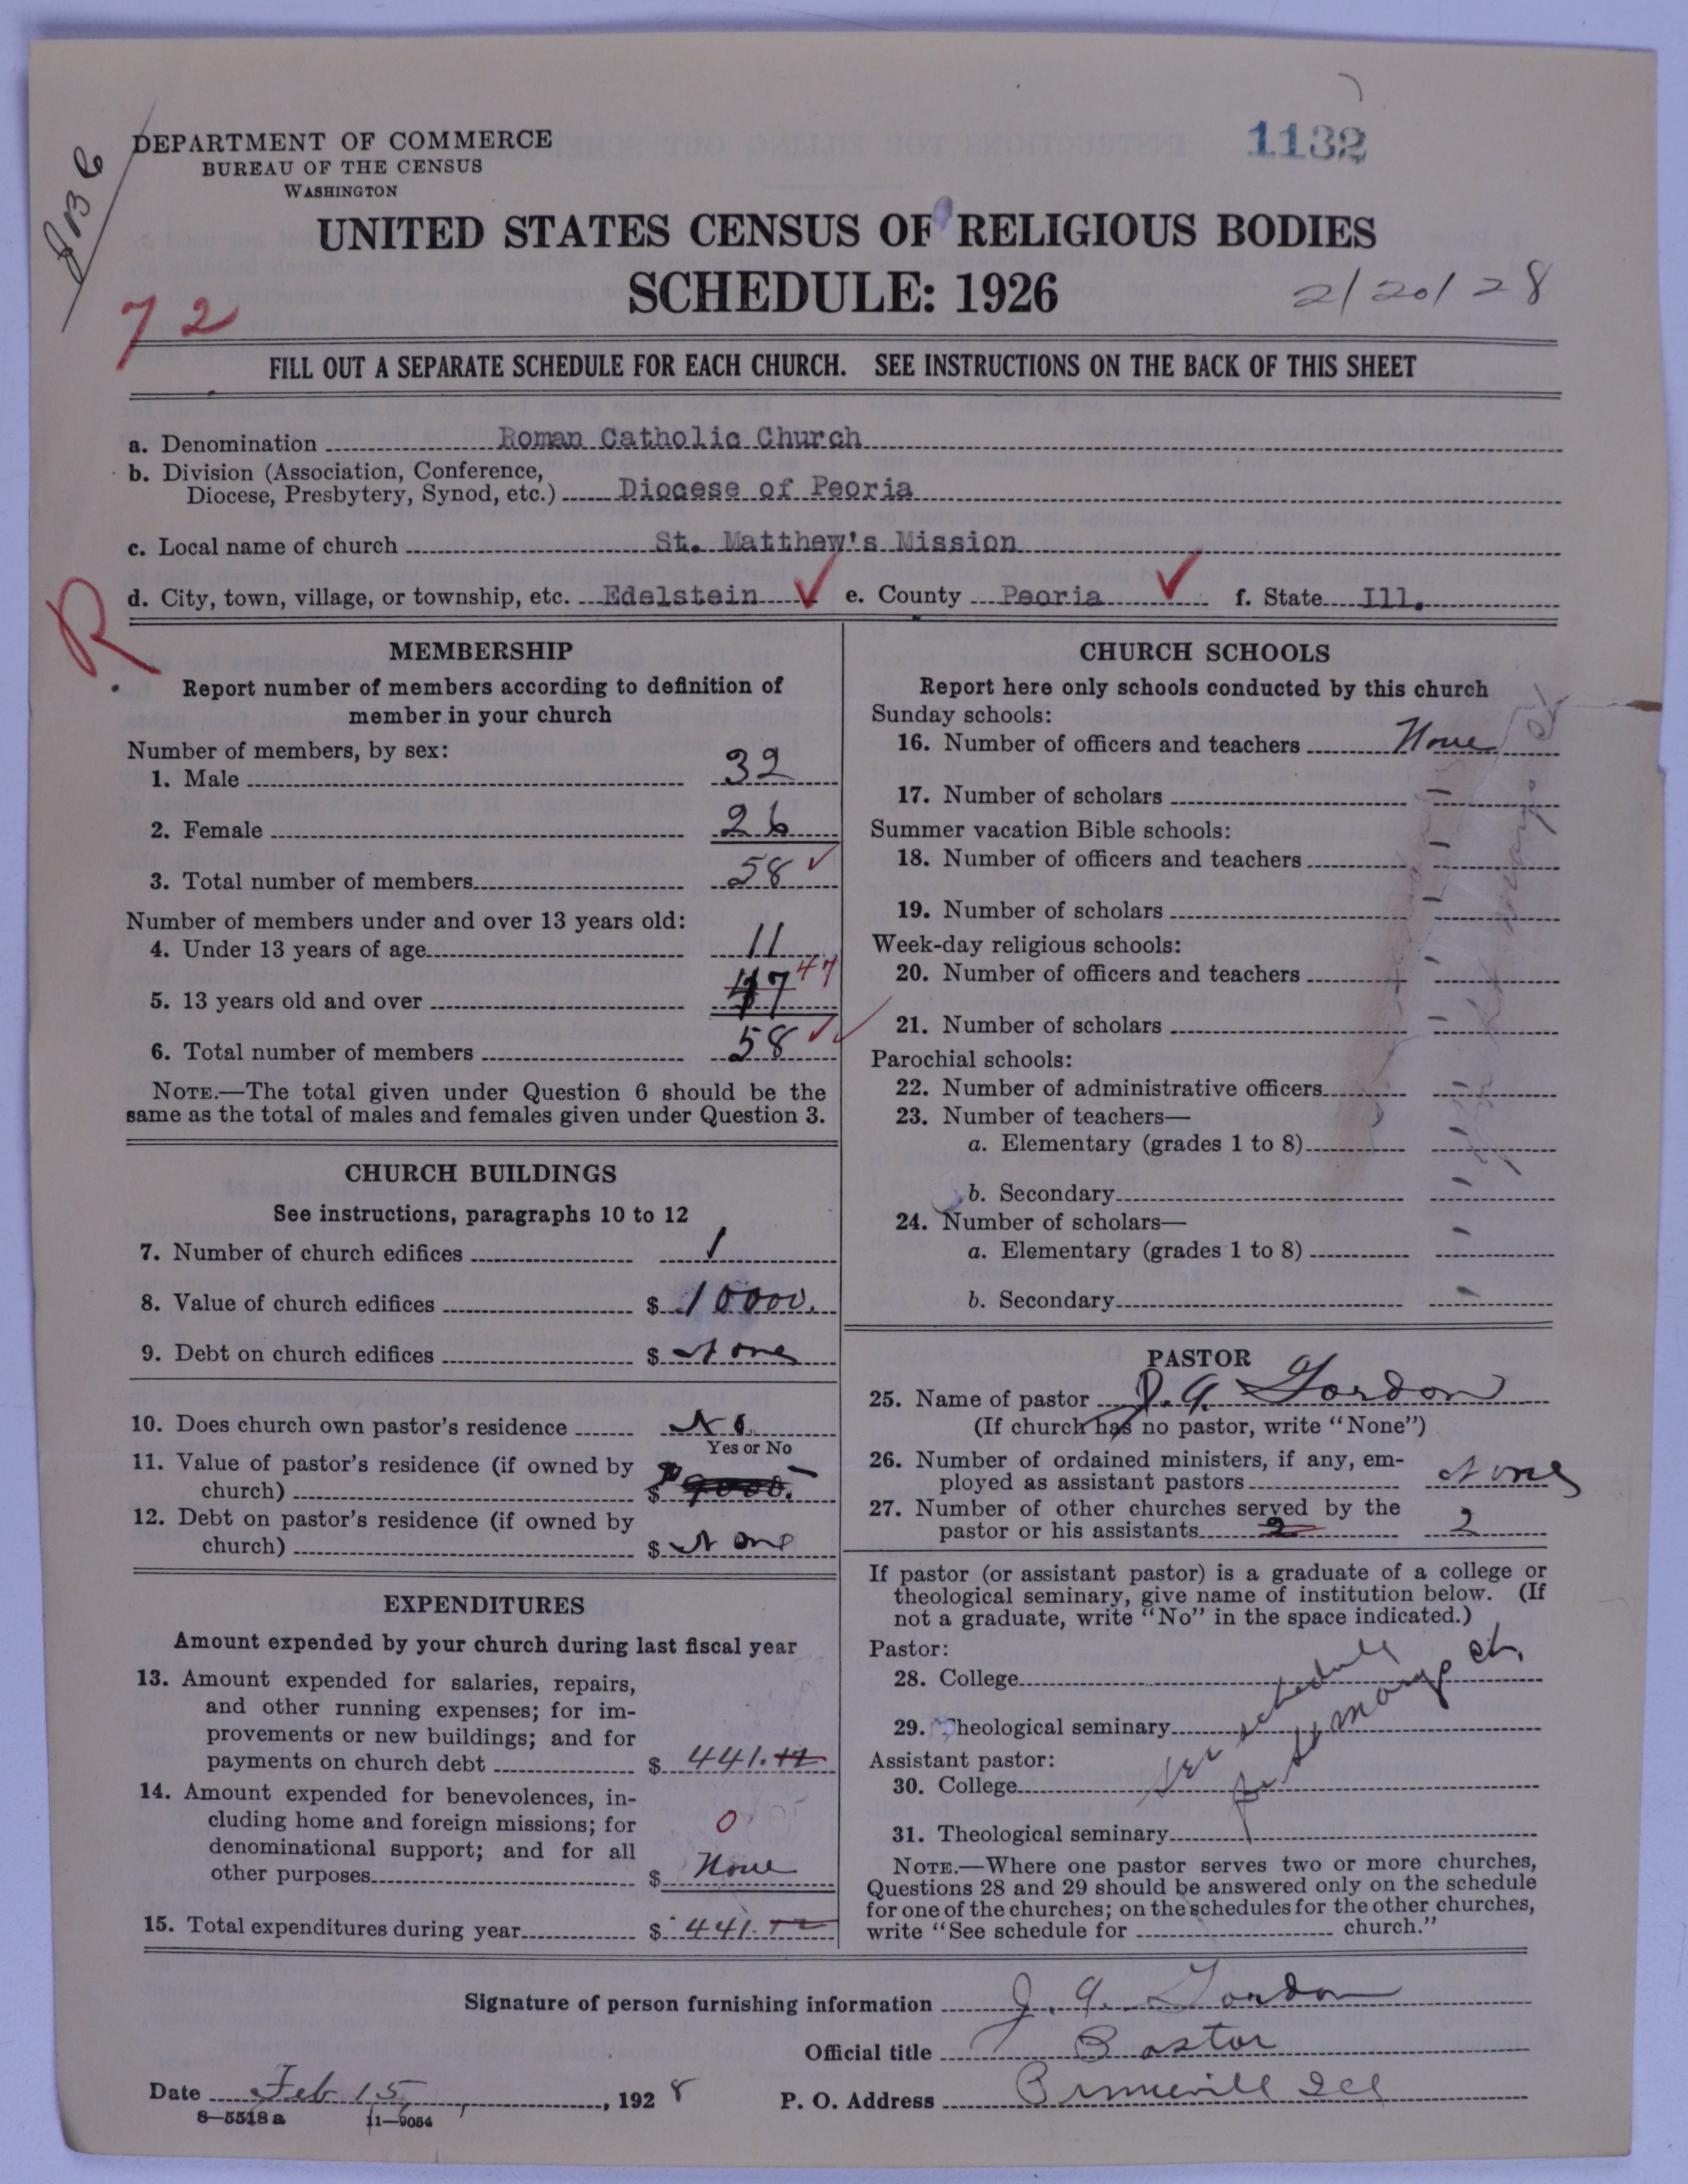 1132
DEPARTMENT OF COMMERCE
BUREAU OF THE CENSUS
WASHINGTON
UNITED STATES CENSUS OF RELIGIOUS BODIES
SCHEDULE: 1926
2/20/28
72
FILL OUT A SEPARATE SCHEDULE FOR EACH CHURCH. SEE INSTRUCTIONS ON THE BACK OF THIS SHEET
a. Denomination Roman Catholic Church
b. Division (Association, Conference,
Diocese, Presbytery, Synod, etc.) Diocese of Peoria
c. Local name of church St. Matthew's Mission
R
d. City, town, village, or township, etc. Edelstein e. County Peoria f. State Ill.
MEMBERSHIP
Report number of members according to definition of
member in your church
Number of members, by sex:
1. Male 32
2. Female 26
3. Total number of members 58
Number of members under and over 13 years old:
4. Under 13 years of age 11
5. 13 years old and over 47 47
6. Total number of members 58
NOTE.—The total given under Question 6 should be the
same as the total of males and females given under Question 3.
CHURCH BUILDINGS
See instructions, paragraphs 10 to 12
7. Number of church edifices 1
8. Value of church edifices $ 10000.
9. Debt on church edifices $ None
10. Does church own pastor's residence No.
Yes or No
11. Value of pastor's residence (if owned by
church) $
12. Debt on pastor's residence (if owned by
church) $ None
EXPENDITURES
Amount expended by your church during last fiscal year
13. Amount expended for salaries, repairs,
and other running expenses; for im-
provements or new buildings; and for
payments on church debt $ 441.
14. Amount expended for benevolences, in-
cluding home and foreign missions; for 0
denominational support; and for all
other purposes $ None
15. Total expenditures during year $ 441.
CHURCH SCHOOLS
Report here only schools conducted by this church
Sunday schools:
16. Number of officers and teachers None
17. Number of scholars –
Summer vacation Bible schools:
18. Number of officers and teachers –
19. Number of scholars –
Week-day religious schools:
20. Number of officers and teachers –
21. Number of scholars –
Parochial schools:
22. Number of administrative officers –
23. Number of teachers—
a. Elementary (grades 1 to 8) –
b. Secondary –
24. Number of scholars—
a. Elementary (grades 1 to 8) –
b. Secondary –
PASTOR
25. Name of pastor J. A. Gordon
(If church has no pastor, write "None")
26. Number of ordained ministers, if any, em-
ployed as assistant pastors None
27. Number of other churches served by the
pastor or his assistants 2 2
If pastor (or assistant pastor) is a graduate of a college or
theological seminary, give name of institution below. (If
not a graduate, write "No" in the space indicated.)
Pastor:
28. College
29. Theological seminary
Assistant pastor:
30. College
31. Theological seminary
See schedule
for St Marys Ch.
NOTE.—Where one pastor serves two or more churches,
Questions 28 and 29 should be answered only on the schedule
for one of the churches; on the schedules for the other churches,
write "See schedule for church."
Signature of person furnishing information J. A. Gordon
Official title Pastor
Date Feb 15, 1928 P. O. Address
8—5518a 11—9054